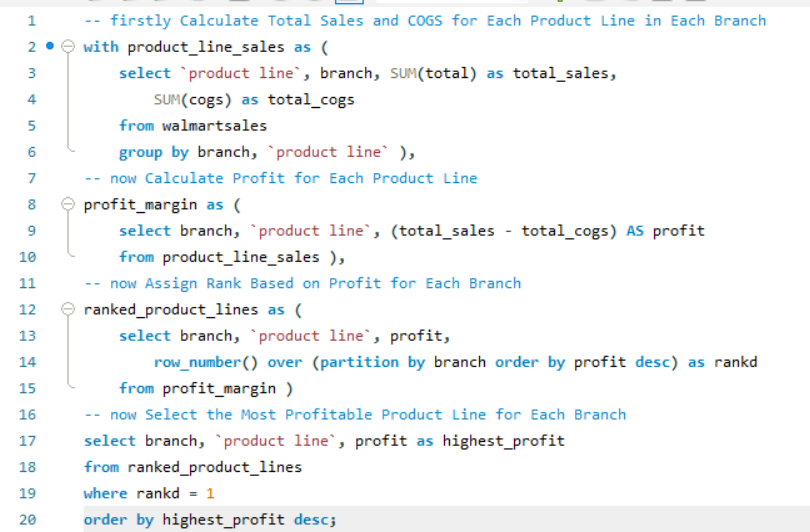 1 -- firstly Calculate Total Sales and COGS for Each Product Line in Each Branch
2 with product_line_sales as (
3 select `product line`, branch, SUM(total) as total_sales,
4 SUM(cogs) as total_cogs
5 from walmartsales
6 group by branch, `product line` ),
7 -- now Calculate Profit for Each Product Line
8 profit_margin as (
9 select branch, `product line`, (total_sales - total_cogs) AS profit
10 from product_line_sales ),
11 -- now Assign Rank Based on Profit for Each Branch
12 ranked_product_lines as (
13 select branch, `product line`, profit,
14 row_number() over (partition by branch order by profit desc) as rankd
15 from profit_margin )
16 -- now Select the Most Profitable Product Line for Each Branch
17 select branch, `product line`, profit as highest_profit
18 from ranked_product_lines
19 where rankd = 1
20 order by highest_profit desc;